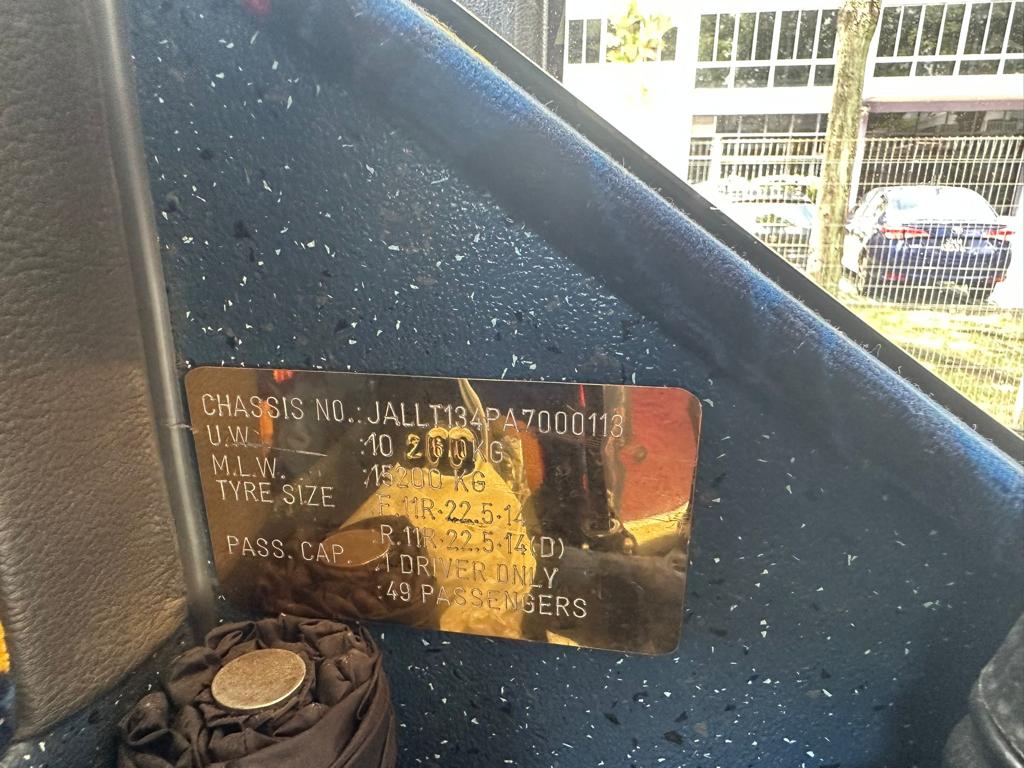 CHASSIS NO.: JALLT134PA7000113
U.W. :10 260 KG
M.L.W. :15200 KG
TYRE SIZE F.11R·22.5·14
:R.11R·22.5·14(D)
PASS. CAP. :1 DRIVER ONLY
:49 PASSENGERS